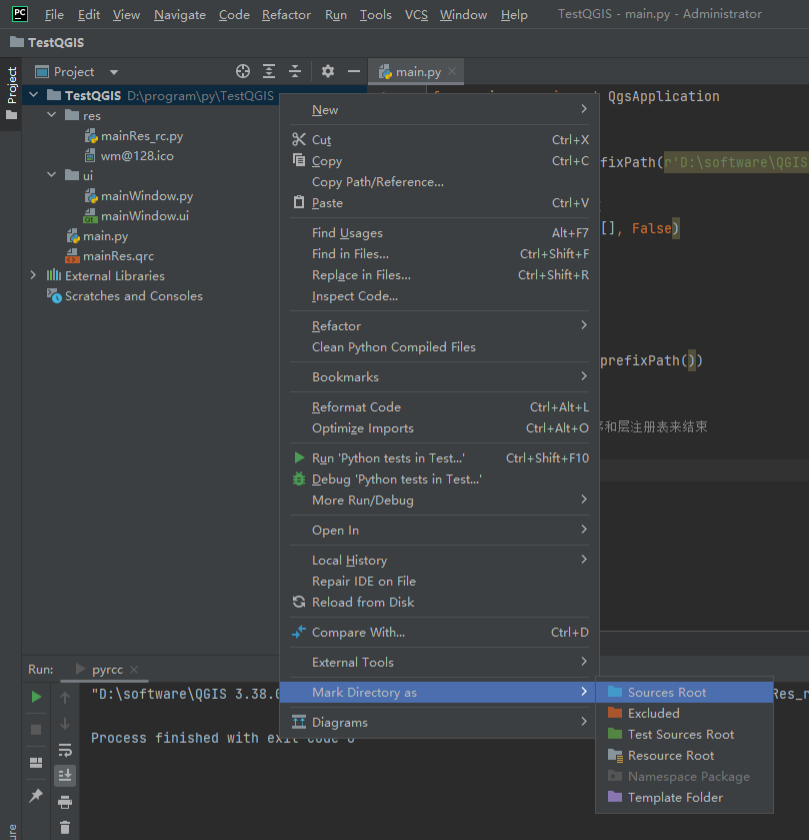 PC File Edit View Navigate Code Refactor Run Tools VCS Window Help TestQGIS - main.py - Administrator
TestQGIS
Project
Project main.py
TestQGIS D:\program\py\TestQGIS
res
mainRes_rc.py
wm@128.ico
ui
mainWindow.py
mainWindow.ui
main.py
mainRes.qrc
External Libraries
Scratches and Consoles
QgsApplication
fixPath(r'D:\software\QGIS
[], False)
prefixPath())
和层注册表来结束
New
Cut Ctrl+X
Copy Ctrl+C
Copy Path/Reference...
Paste Ctrl+V
Find Usages Alt+F7
Find in Files... Ctrl+Shift+F
Replace in Files... Ctrl+Shift+R
Inspect Code...
Refactor
Clean Python Compiled Files
Bookmarks
Reformat Code Ctrl+Alt+L
Optimize Imports Ctrl+Alt+O
Run 'Python tests in Test...' Ctrl+Shift+F10
Debug 'Python tests in Test...'
More Run/Debug
Open In
Local History
Repair IDE on File
Reload from Disk
Compare With... Ctrl+D
External Tools
Mark Directory as
Diagrams
Sources Root
Excluded
Test Sources Root
Resource Root
Namespace Package
Template Folder
Run: pyrcc
"D:\software\QGIS 3.38.0
Res_r
Process finished with exit code 0